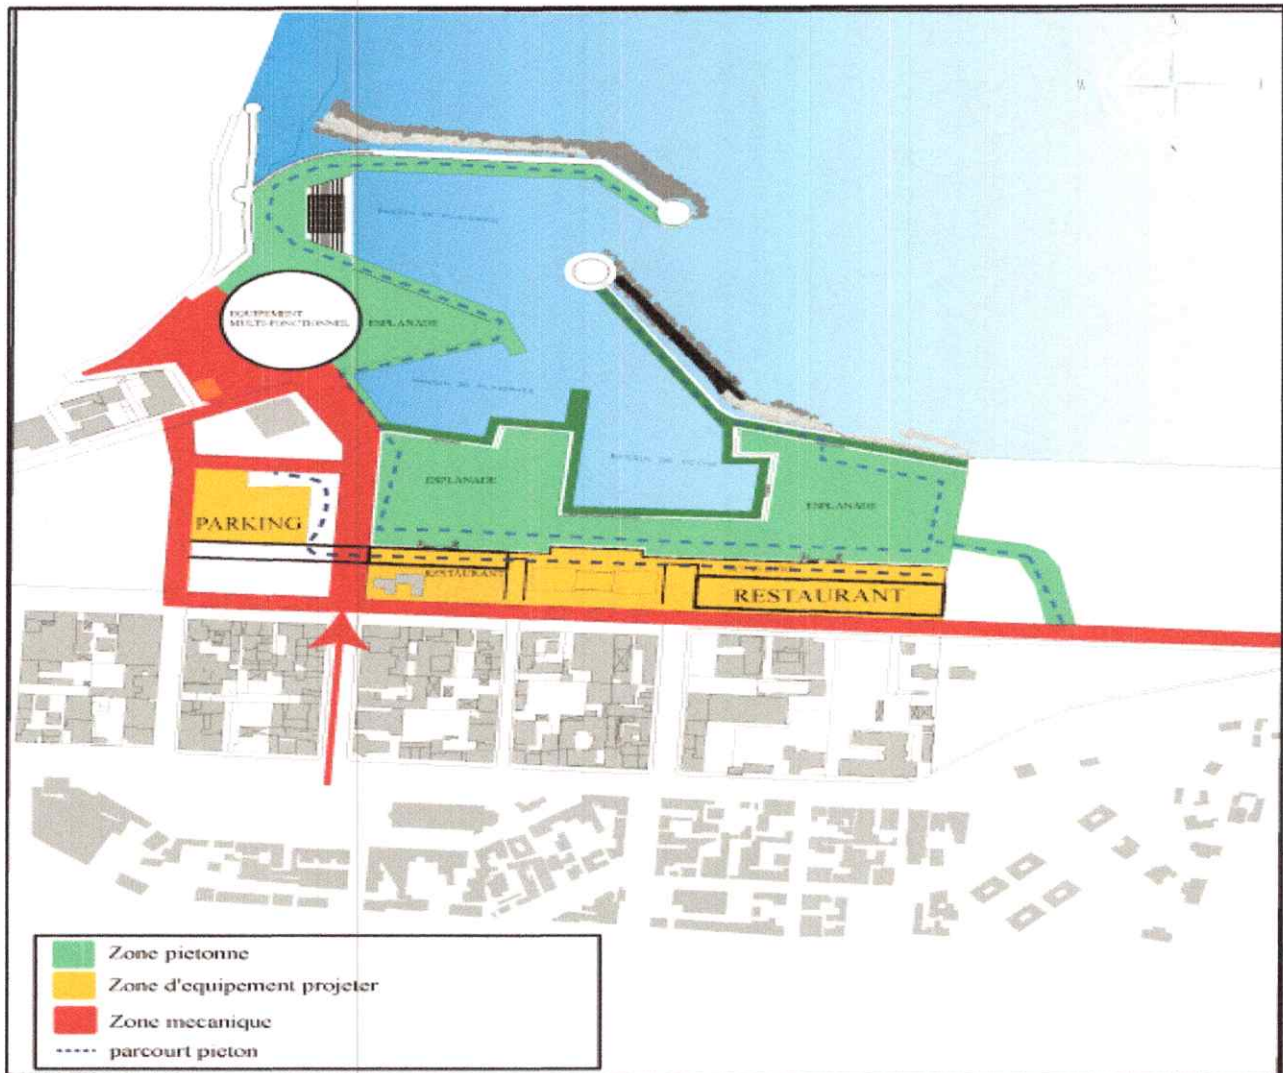 W
EQUIPEMENT
MULTI-FONCTIONNEL
ESPLANADE
ESPLANADE
ESPLANADE
PARKING
RESTAURANT
RESTAURANT
Zone pietonne
Zone d'equipement projeter
Zone mecanique
parcourt pieton